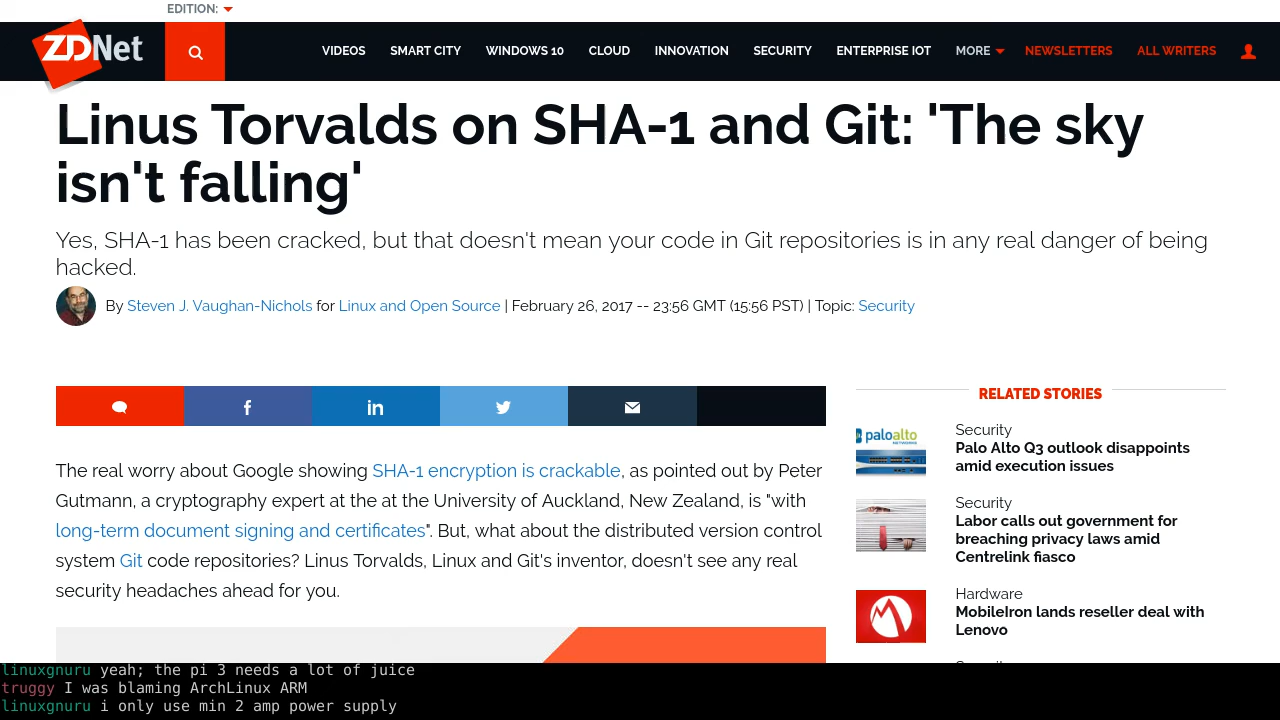 EDITION:
ZDNet
VIDEOS SMART CITY WINDOWS 10 CLOUD INNOVATION SECURITY ENTERPRISE IOT MORE NEWSLETTERS ALL WRITERS
Linus Torvalds on SHA-1 and Git: 'The sky
isn't falling'
Yes, SHA-1 has been cracked, but that doesn't mean your code in Git repositories is in any real danger of being
hacked.
By Steven J. Vaughan-Nichols for Linux and Open Source | February 26, 2017 -- 23:56 GMT (15:56 PST) | Topic: Security
The real worry about Google showing SHA-1 encryption is crackable, as pointed out by Peter
Gutmann, a cryptography expert at the at the University of Auckland, New Zealand, is "with
long-term document signing and certificates". But, what about the distributed version control
system Git code repositories? Linus Torvalds, Linux and Git's inventor, doesn't see any real
security headaches ahead for you.
RELATED STORIES
paloalto
Security
Palo Alto Q3 outlook disappoints
amid execution issues
Security
Labor calls out government for
breaching privacy laws amid
Centrelink fiasco
Hardware
MobileIron lands reseller deal with
Lenovo
linuxgnuru yeah; the pi 3 needs a lot of juice
truggy I was blaming ArchLinux ARM
linuxgnuru i only use min 2 amp power supply